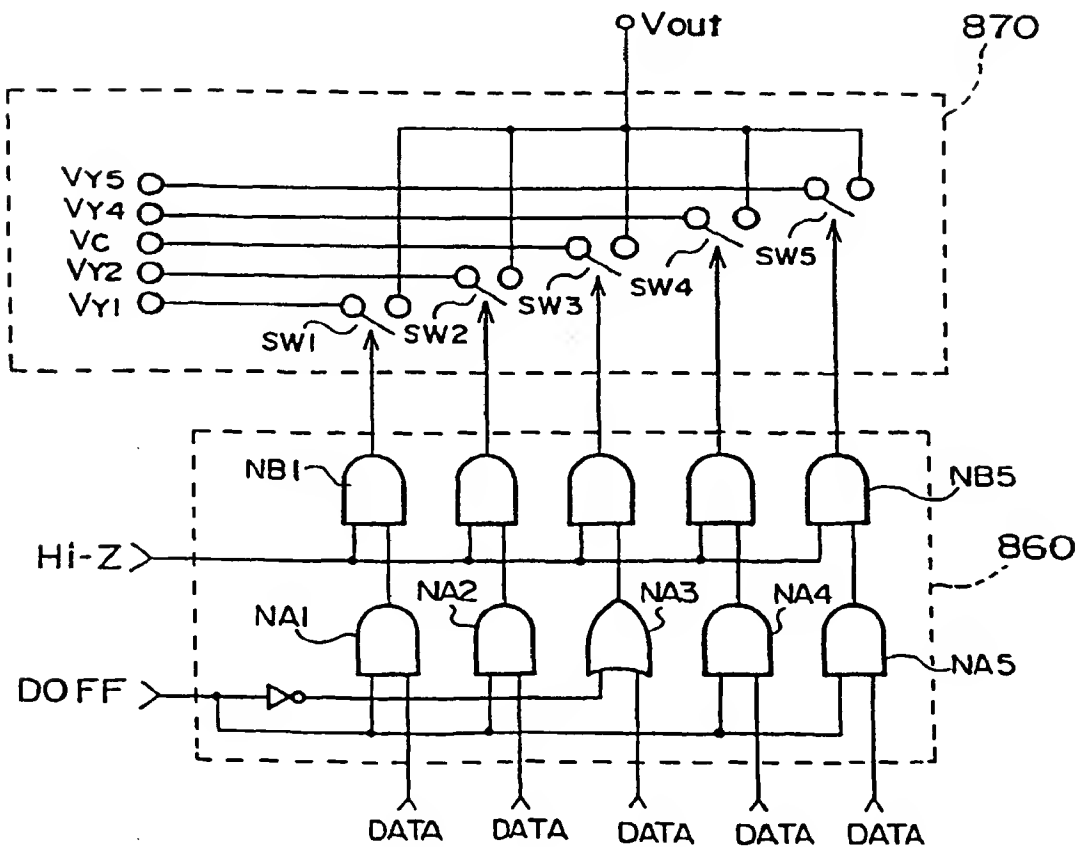 Vout
870
VY5
VY4
VC
VY2
VY1
SW1
SW2
SW3
SW4
SW5
NB1
NB5
Hi-Z
860
NA1
NA2
NA3
NA4
NA5
DOFF
DATA
DATA
DATA
DATA
DATA